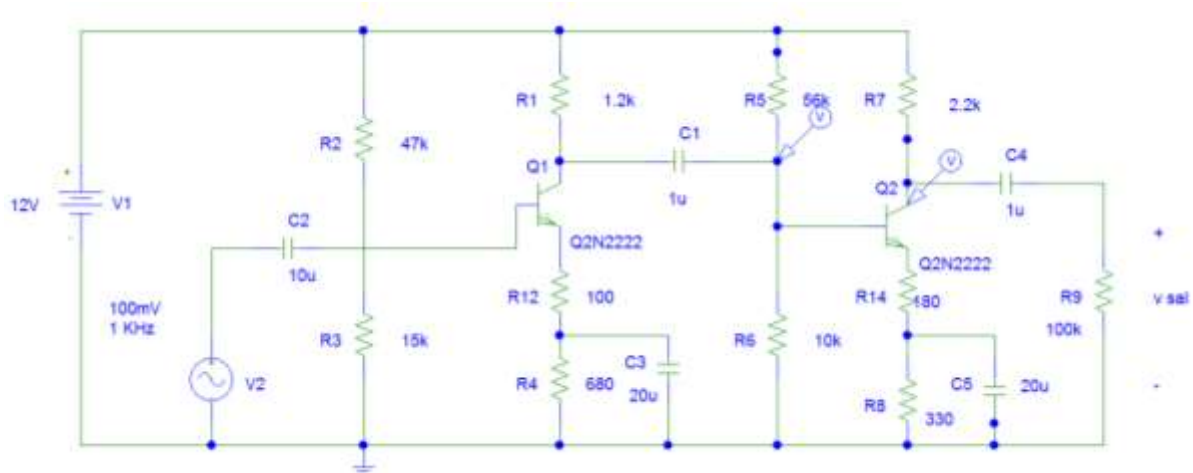 R1
1.2k
R5
56k
R7
2.2k
V
R2
47k
C1
1u
Q1
V
C4
1u
Q2
12V
+
-
V1
C2
10u
Q2N2222
Q2N2222
+
R12
100
R14
R9
100k
v sal
100mV
1 KHz
R3
15k
R6
10k
V2
R4
680
C3
20u
R8
330
C5
20u
-